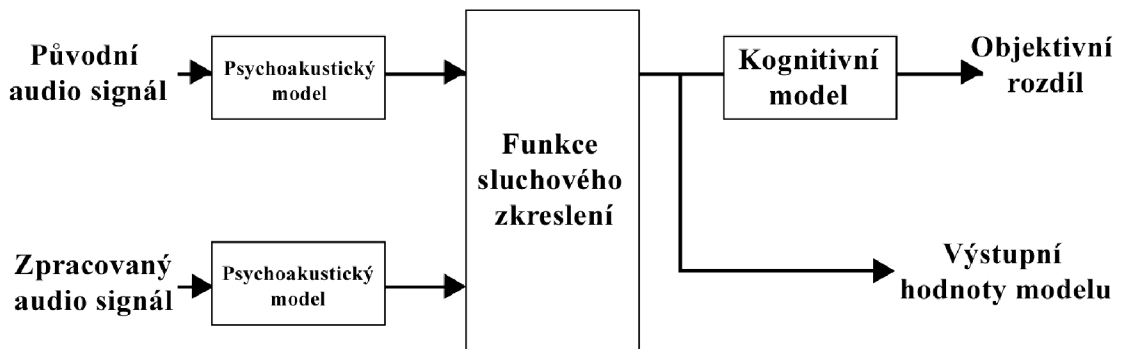 Původní
audio signál
Psychoakustický
model
Funkce
sluchového
zkreslení
Kognitivní
model
Objektivní
rozdíl
Zpracovaný
audio signál
Psychoakustický
model
Výstupní
hodnoty modelu